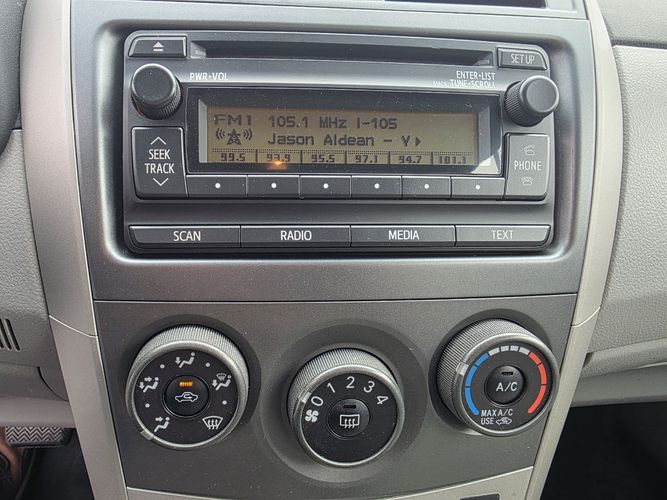 SET UP
PWR•VOL
ENTER•LIST
TUNE•SCROLL
FM1 105.1 MHz I-105
Jason Aldean - Y
99.5 93.9 95.5 97.1 94.7 101.1
SEEK
TRACK
PHONE
SCAN RADIO MEDIA TEXT
0 1 2 3 4
A/C
MAX A/C
USE